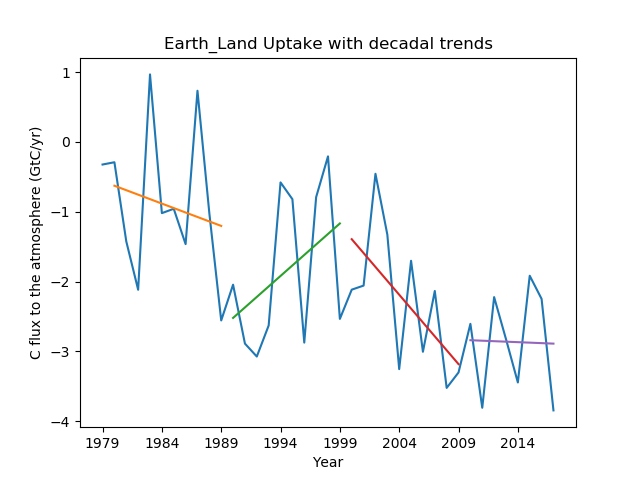 Earth_Land Uptake with decadal trends
C flux to the atmosphere (GtC/yr)
1
0
−1
−2
−3
−4
1979 1984 1989 1994 1999 2004 2009 2014
Year